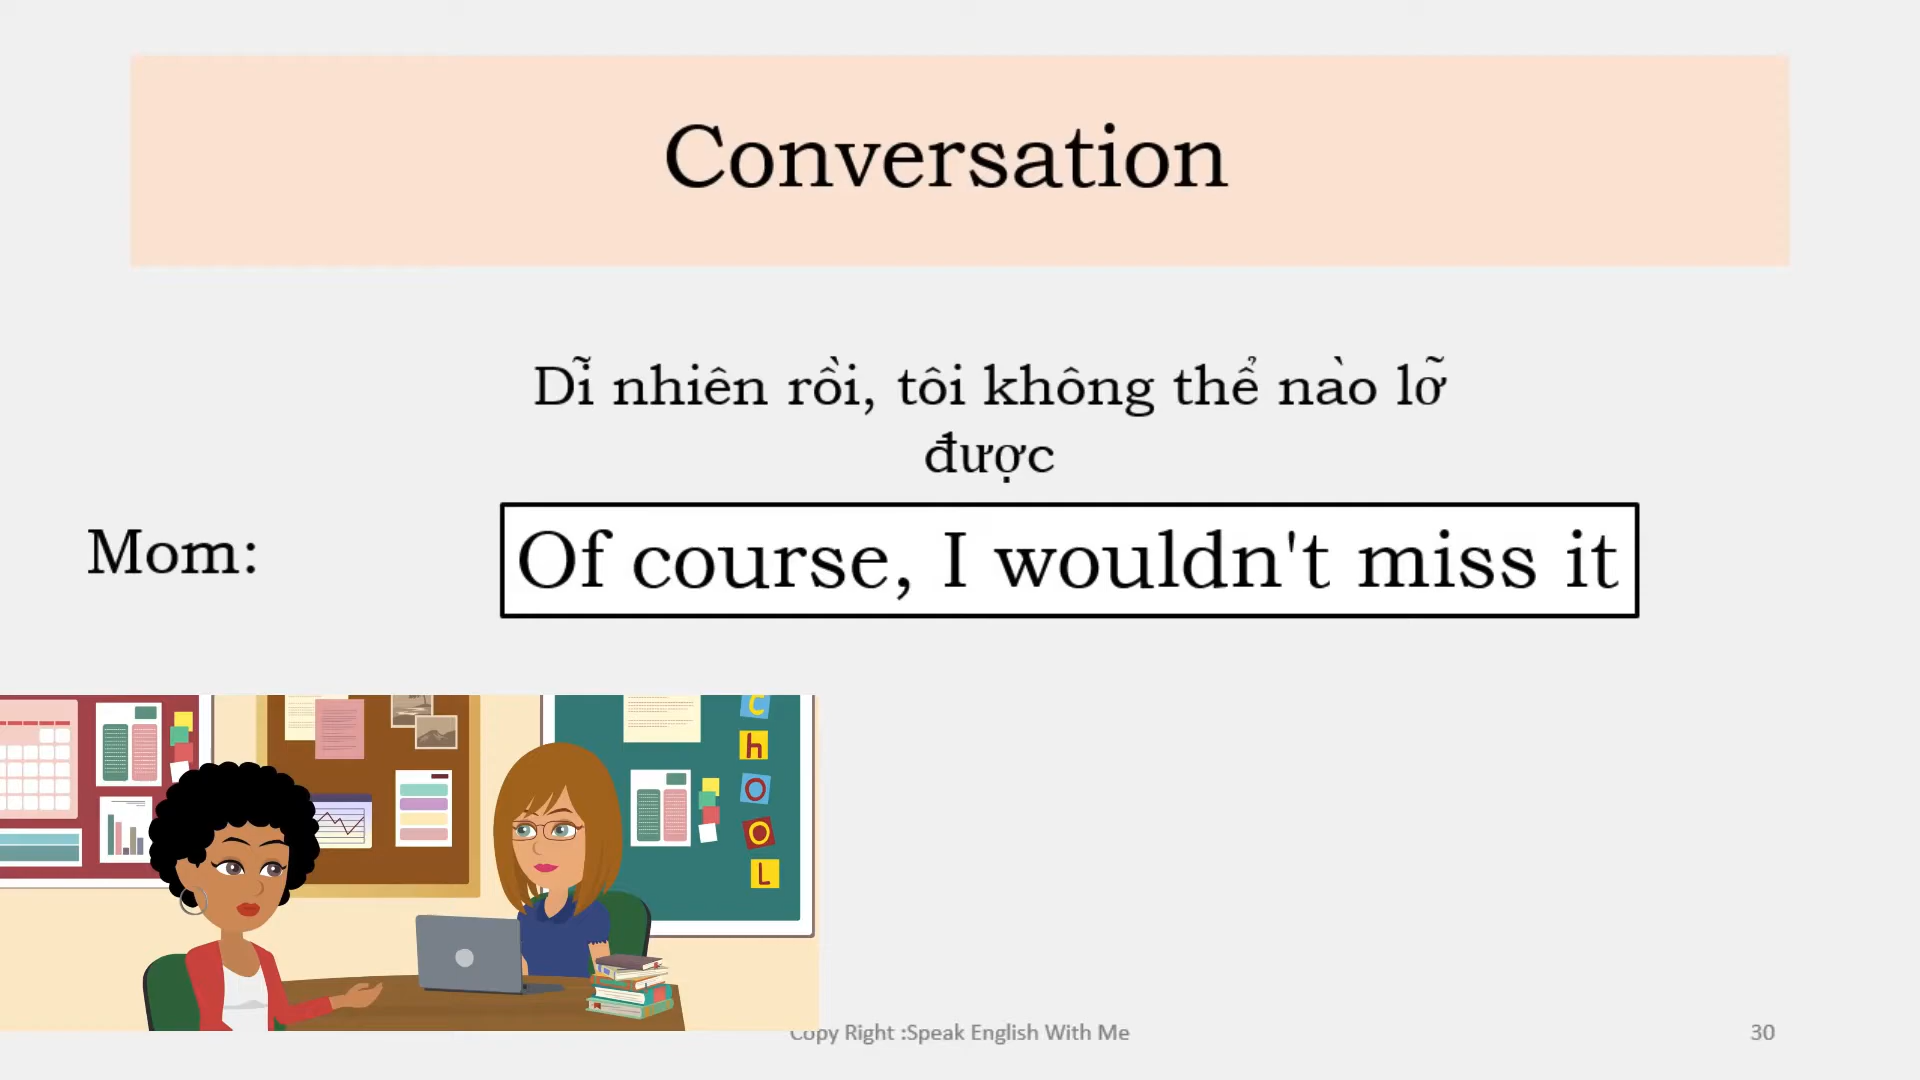 Conversation
Dĩ nhiên rồi, tôi không thể nào lỡ
được
Mom:
Of course, I wouldn't miss it
c
h
O
O
L
Copy Right :Speak English With Me
30